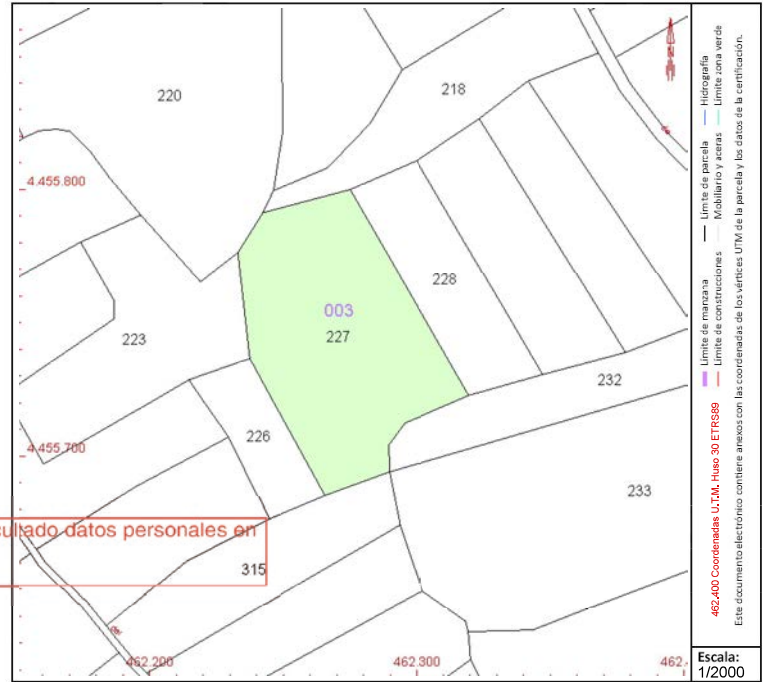 220
218
4.455.800
228
003
227
223
232
4.455.700
226
233
ultado datos personales en
315
462.200
462.300
462.
Límite de manzana
Límite de parcela
Hidrografía
Límite de construcciones
Mobiliario y aceras
Límite zona verde
462,400 Coordenadas U.T.M. Huso 30 ETRS89
Este documento electrónico contiene anexos con las coordenadas de los vértices UTM de la parcela y los datos de la certificación.
Escala:
1/2000